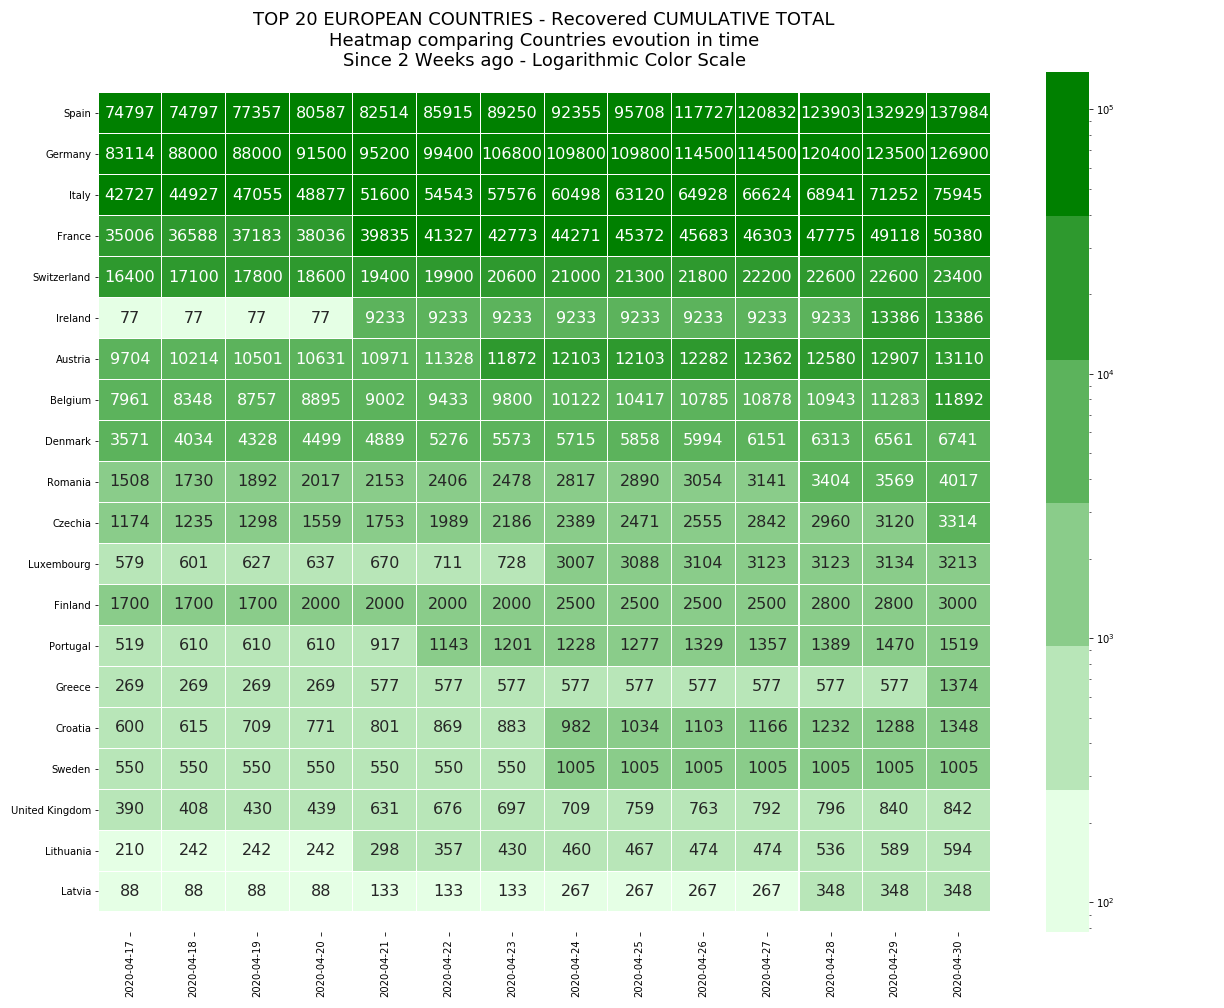 TOP 20 EUROPEAN COUNTRIES - Recovered CUMULATIVE TOTAL
Heatmap comparing Countries evoution in time
Since 2 Weeks ago - Logarithmic Color Scale
Spain 74797 74797 77357 80587 82514 85915 89250 92355 95708 117727 120832 123903 132929 137984
Germany 83114 88000 88000 91500 95200 99400 106800 109800 109800 114500 114500 120400 123500 126900
Italy 42727 44927 47055 48877 51600 54543 57576 60498 63120 64928 66624 68941 71252 75945
France 35006 36588 37183 38036 39835 41327 42773 44271 45372 45683 46303 47775 49118 50380
Switzerland 16400 17100 17800 18600 19400 19900 20600 21000 21300 21800 22200 22600 22600 23400
Ireland 77 77 77 77 9233 9233 9233 9233 9233 9233 9233 9233 13386 13386
Austria 9704 10214 10501 10631 10971 11328 11872 12103 12103 12282 12362 12580 12907 13110
Belgium 7961 8348 8757 8895 9002 9433 9800 10122 10417 10785 10878 10943 11283 11892
Denmark 3571 4034 4328 4499 4889 5276 5573 5715 5858 5994 6151 6313 6561 6741
Romania 1508 1730 1892 2017 2153 2406 2478 2817 2890 3054 3141 3404 3569 4017
Czechia 1174 1235 1298 1559 1753 1989 2186 2389 2471 2555 2842 2960 3120 3314
Luxembourg 579 601 627 637 670 711 728 3007 3088 3104 3123 3123 3134 3213
Finland 1700 1700 1700 2000 2000 2000 2000 2500 2500 2500 2500 2800 2800 3000
Portugal 519 610 610 610 917 1143 1201 1228 1277 1329 1357 1389 1470 1519
Greece 269 269 269 269 577 577 577 577 577 577 577 577 577 1374
Croatia 600 615 709 771 801 869 883 982 1034 1103 1166 1232 1288 1348
Sweden 550 550 550 550 550 550 550 1005 1005 1005 1005 1005 1005 1005
United Kingdom 390 408 430 439 631 676 697 709 759 763 792 796 840 842
Lithuania 210 242 242 242 298 357 430 460 467 474 474 536 589 594
Latvia 88 88 88 88 133 133 133 267 267 267 267 348 348 348
2020-04-17 2020-04-18 2020-04-19 2020-04-20 2020-04-21 2020-04-22 2020-04-23 2020-04-24 2020-04-25 2020-04-26 2020-04-27 2020-04-28 2020-04-29 2020-04-30
10⁵
10⁴
10³
10²